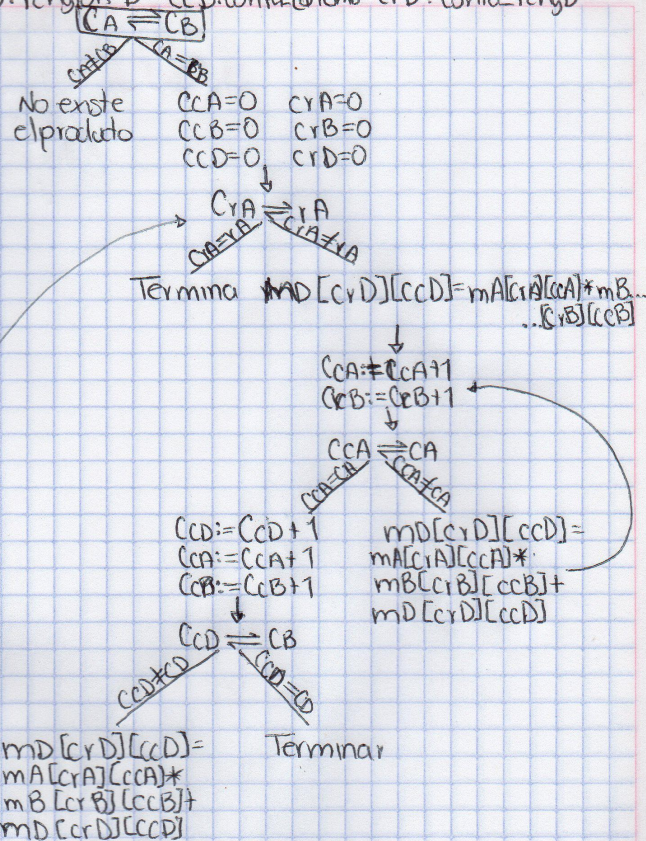 CA ⇌ CB
CA≠CB CA=BB
No existe CCA=0 CrA=0
el producto CCB=0 CrB=0
CCD=0 CrD=0
CrA ⇌ rA
CrA=rA CrA≠rA
Termina mD[CrD][CCD]=mA[CrA][CCA]*mB...
...[CrB][CCB]
CCA:=CCA+1
CCB:=CCB+1
CCA ⇌ CA
CCA=CA CCA≠CA
CCD:=CCD+1 mD[CrD][CCD]=
CCA:=CCA+1 mA[CrA][CCA]*
CCB:=CCB+1 mB[CrB][CCB]+
mD[CrD][CCD]
CCD ⇌ CB
CCD≠CD CCD=CD
mD[CrD][CCD]= Terminar
mA[CrA][CCA]*
mB[CrB][CCB]+
mD[CrD][CCD]